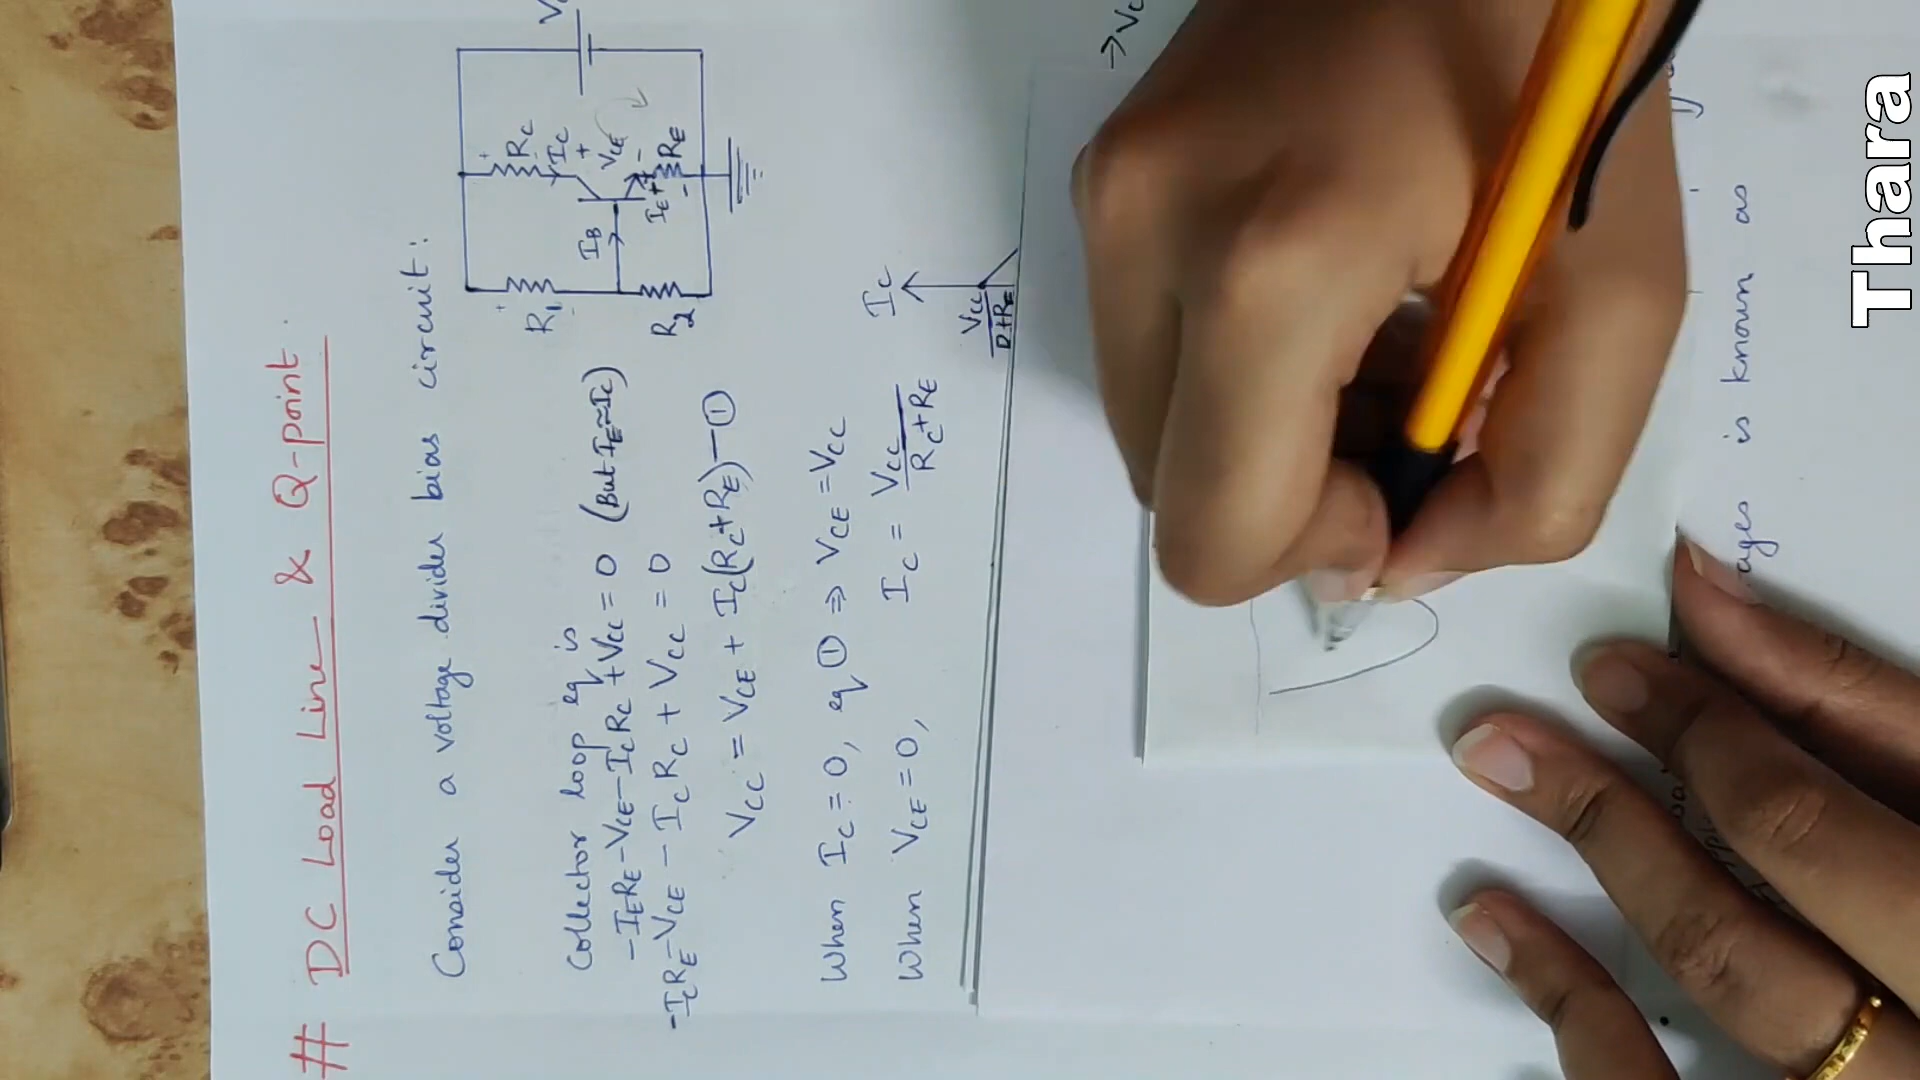 # DC Load Line & Q-point.
Consider a voltage divider bias circuit:
Collector loop eq is
-IERE-VCE-ICRC+VCC=0 (But IE≈IC)
-ICRE-VCE-ICRC+VCC=0
VCC=VCE+IC(RC+RE)-①
When IC=0, eq ①⇒VCE=VCC
When VCE=0, IC=VCC/RC+RE
R1
R2
IB
RC
IC
+
VCE
-
IE
RE
IC
VCC
→VC
is known as
Thara